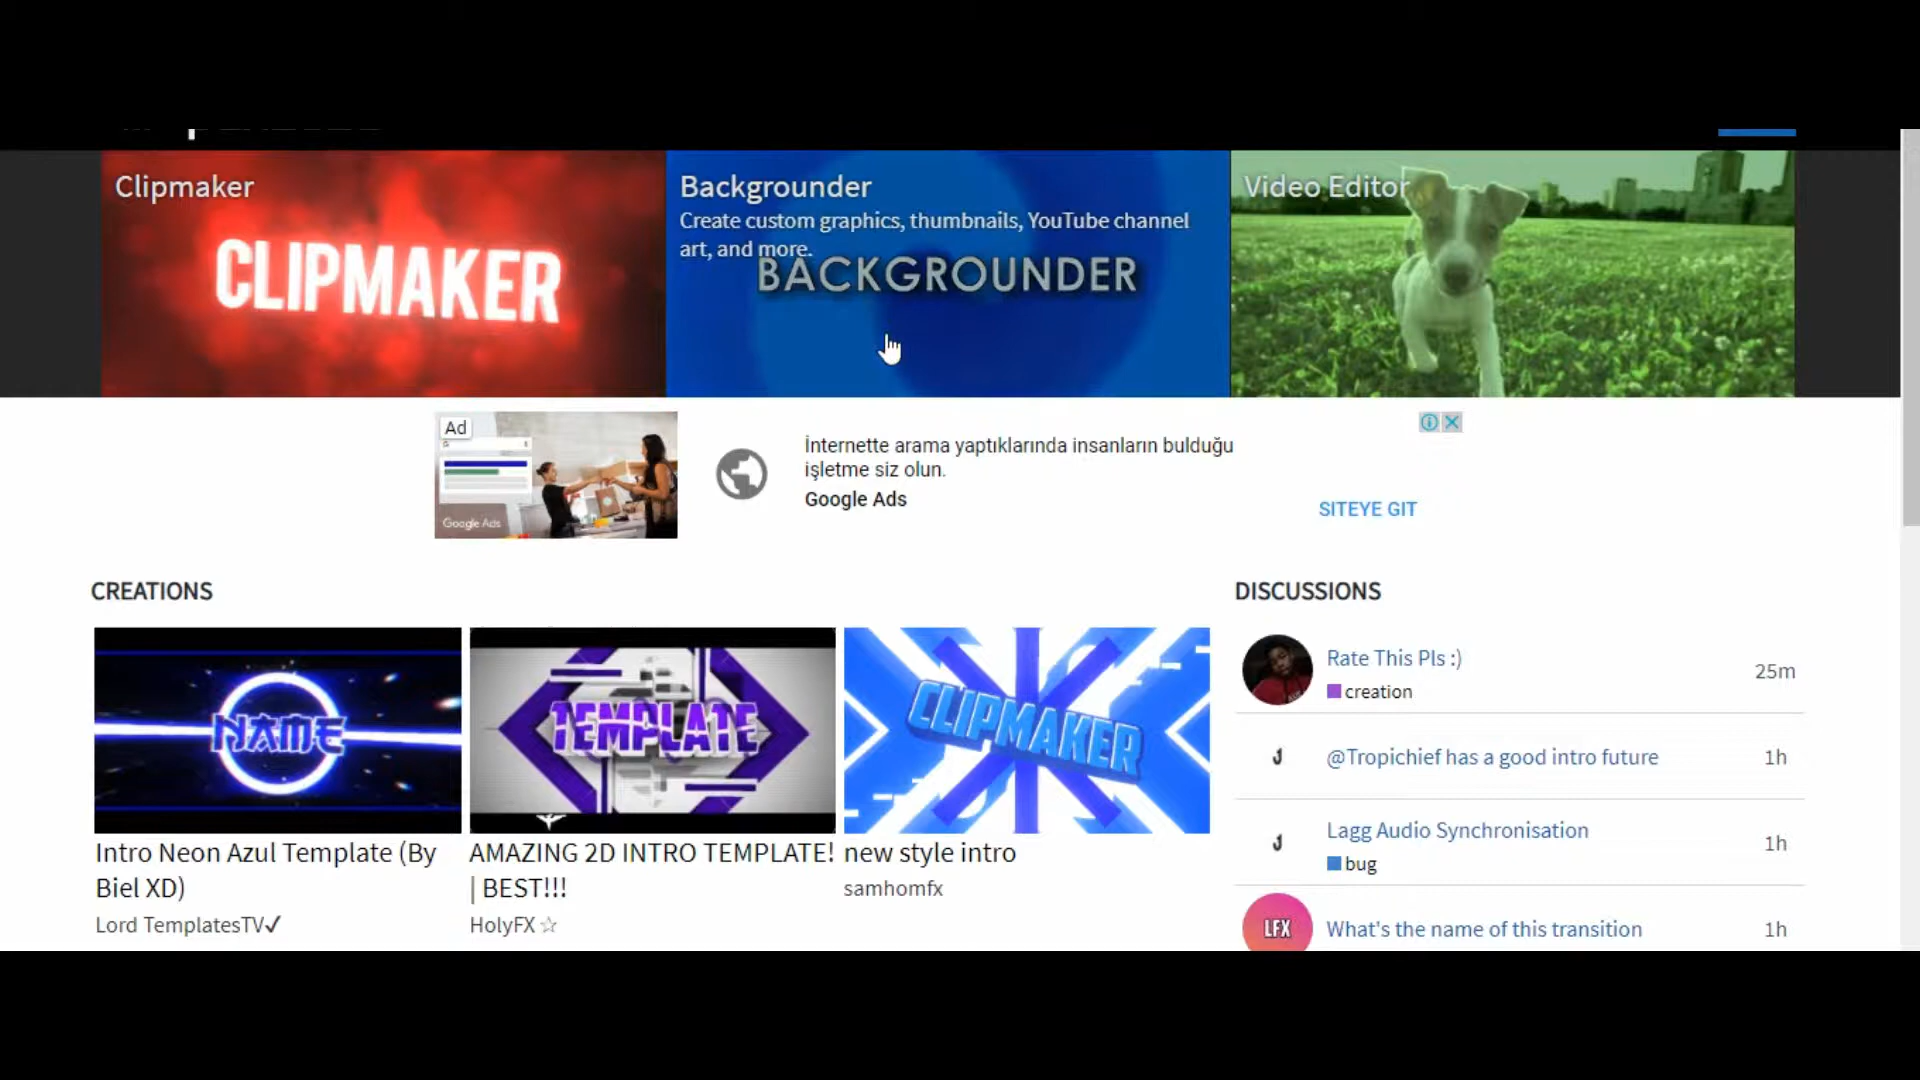 Clipmaker
CLIPMAKER
Backgrounder
Create custom graphics, thumbnails, YouTube channel
art, and more.
BACKGROUNDER
Video Editor
Ad
Google Ads
İnternette arama yaptıklarında insanların bulduğu
işletme siz olun.
Google Ads
SITEYE GIT
CREATIONS
NAME
Intro Neon Azul Template (By
Biel XD)
Lord TemplatesTV✓
TEMPLATE
AMAZING 2D INTRO TEMPLATE!
| BEST!!!
HolyFX ☆
CLIPMAKER
new style intro
samhomfx
DISCUSSIONS
Rate This Pls :)
creation
25m
J
@Tropichief has a good intro future
1h
J
Lagg Audio Synchronisation
bug
1h
LFX
What's the name of this transition
1h